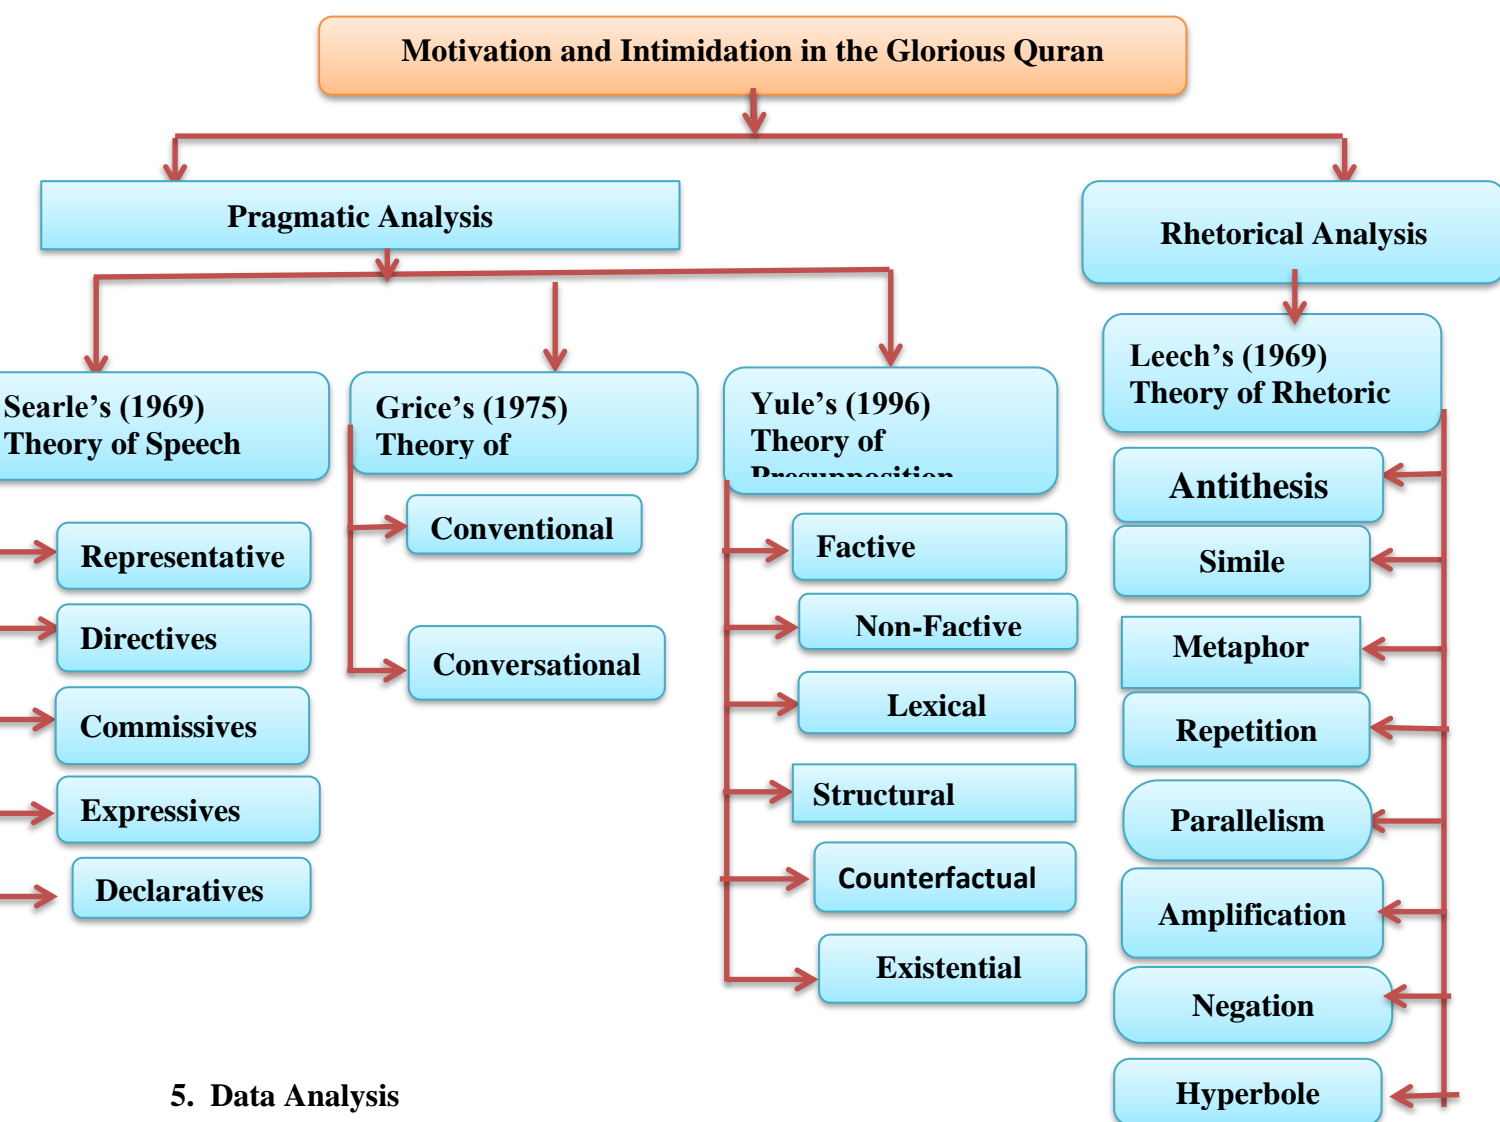 Motivation and Intimidation in the Glorious Quran
Pragmatic Analysis
Rhetorical Analysis
Searle’s (1969)
Theory of Speech
Representative
Directives
Commissives
Expressives
Declaratives
Grice’s (1975)
Theory of
Conventional
Conversational
Yule’s (1996)
Theory of
Presupposition
Factive
Non-Factive
Lexical
Structural
Counterfactual
Existential
Leech’s (1969)
Theory of Rhetoric
Antithesis
Simile
Metaphor
Repetition
Parallelism
Amplification
Negation
Hyperbole
5. Data Analysis